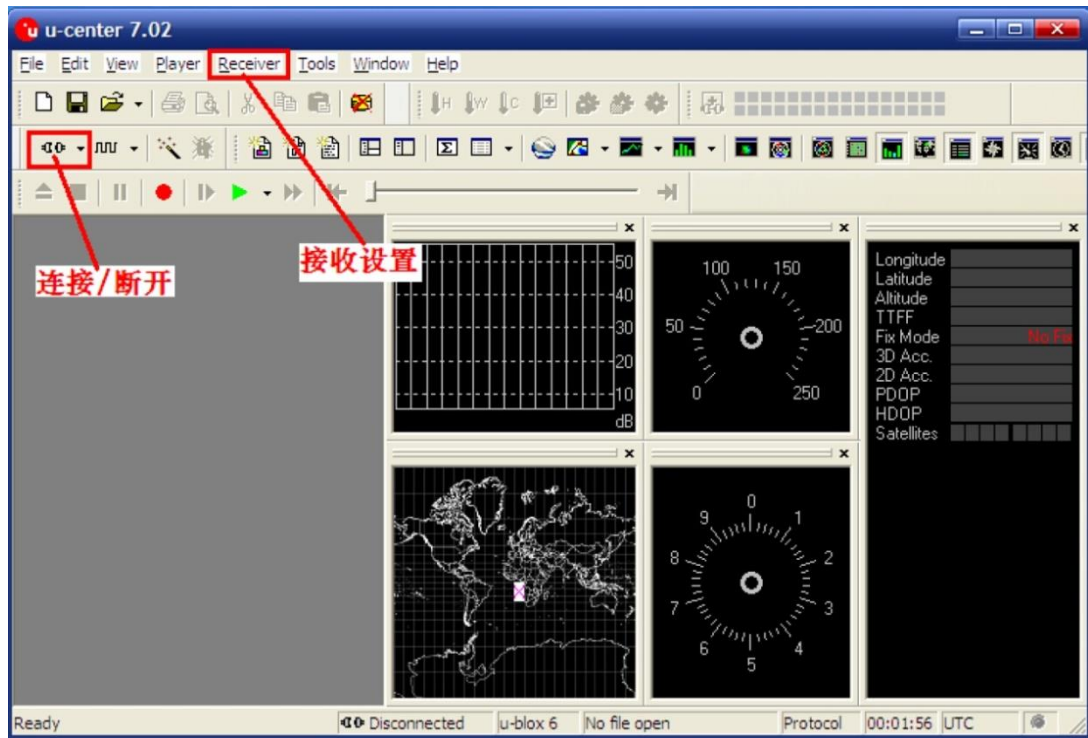 u-center 7.02
File Edit View Player Receiver Tools Window Help
连接/断开
接收设置
50
40
30
20
10
dB
100 150
50 200
0 250
Longitude
Latitude
Altitude
TTFF
Fix Mode No Fix
3D Acc.
2D Acc.
PDOP
HDOP
Satellites
0
9 1
8 2
7 3
6 4
5
Ready Disconnected u-blox 6 No file open Protocol 00:01:56 UTC